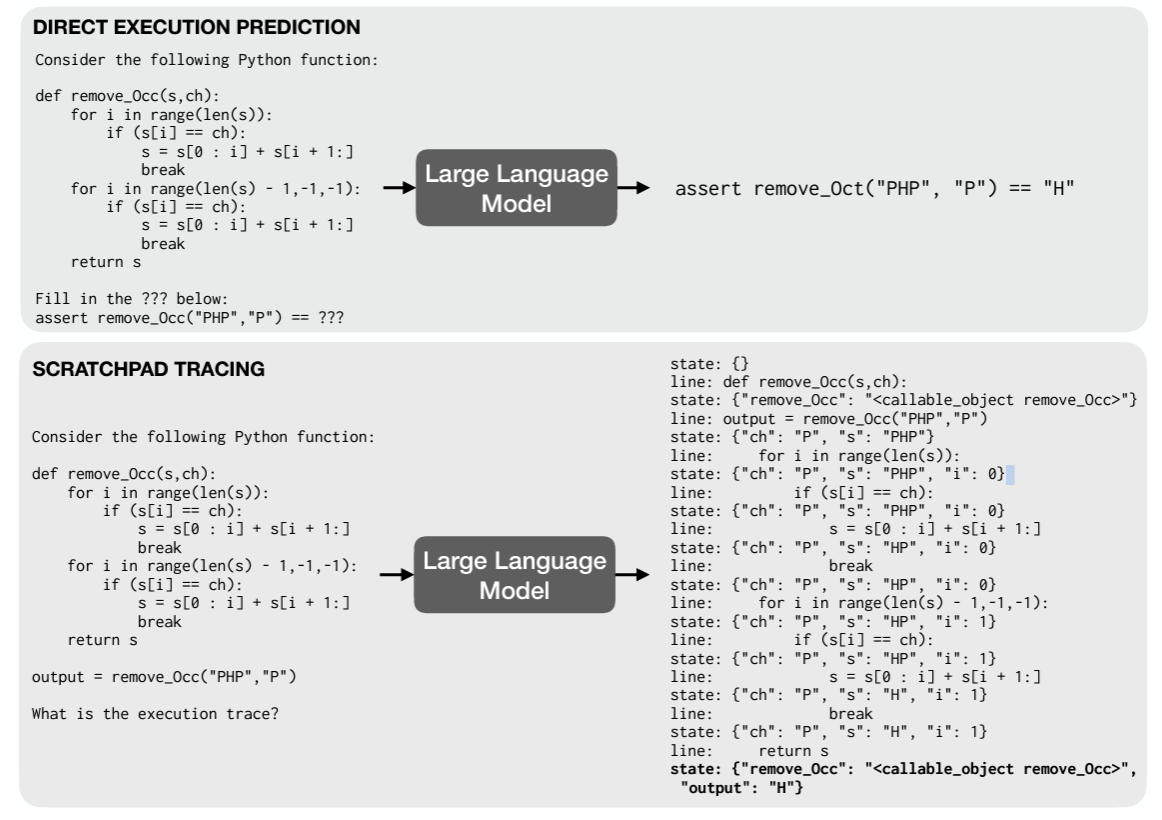 DIRECT EXECUTION PREDICTION
Consider the following Python function:
def remove_Occ(s,ch):
    for i in range(len(s)):
        if (s[i] == ch):
            s = s[0 : i] + s[i + 1:]
            break
    for i in range(len(s) - 1,-1,-1):
        if (s[i] == ch):
            s = s[0 : i] + s[i + 1:]
            break
    return s
Fill in the ??? below:
assert remove_Occ("PHP","P") == ???
Large Language
Model
assert remove_Oct("PHP", "P") == "H"
SCRATCHPAD TRACING
Consider the following Python function:
def remove_Occ(s,ch):
    for i in range(len(s)):
        if (s[i] == ch):
            s = s[0 : i] + s[i + 1:]
            break
    for i in range(len(s) - 1,-1,-1):
        if (s[i] == ch):
            s = s[0 : i] + s[i + 1:]
            break
    return s
output = remove_Occ("PHP","P")
What is the execution trace?
Large Language
Model
state: {}
line: def remove_Occ(s,ch):
state: {"remove_Occ": "<callable_object remove_Occ>"}
line: output = remove_Occ("PHP","P")
state: {"ch": "P", "s": "PHP"}
line:     for i in range(len(s)):
state: {"ch": "P", "s": "PHP", "i": 0}
line:         if (s[i] == ch):
state: {"ch": "P", "s": "PHP", "i": 0}
line:             s = s[0 : i] + s[i + 1:]
state: {"ch": "P", "s": "HP", "i": 0}
line:             break
state: {"ch": "P", "s": "HP", "i": 0}
line:     for i in range(len(s) - 1,-1,-1):
state: {"ch": "P", "s": "HP", "i": 1}
line:         if (s[i] == ch):
state: {"ch": "P", "s": "HP", "i": 1}
line:             s = s[0 : i] + s[i + 1:]
state: {"ch": "P", "s": "H", "i": 1}
line:             break
state: {"ch": "P", "s": "H", "i": 1}
line:     return s
state: {"remove_Occ": "<callable_object remove_Occ>",
"output": "H"}